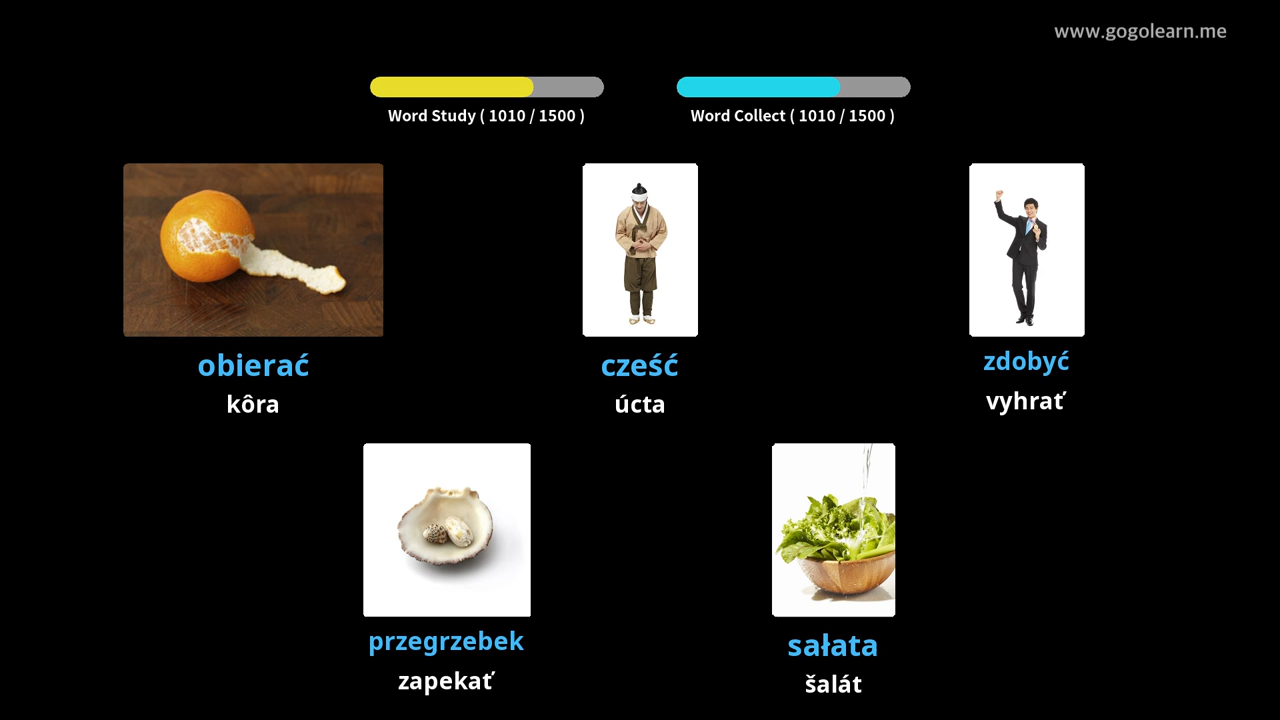 www.gogolearn.me
Word Study ( 1010 / 1500 )
Word Collect ( 1010 / 1500 )
obierać
kôra
cześć
úcta
zdobyć
vyhrať
przegrzebek
zapekať
sałata
šalát